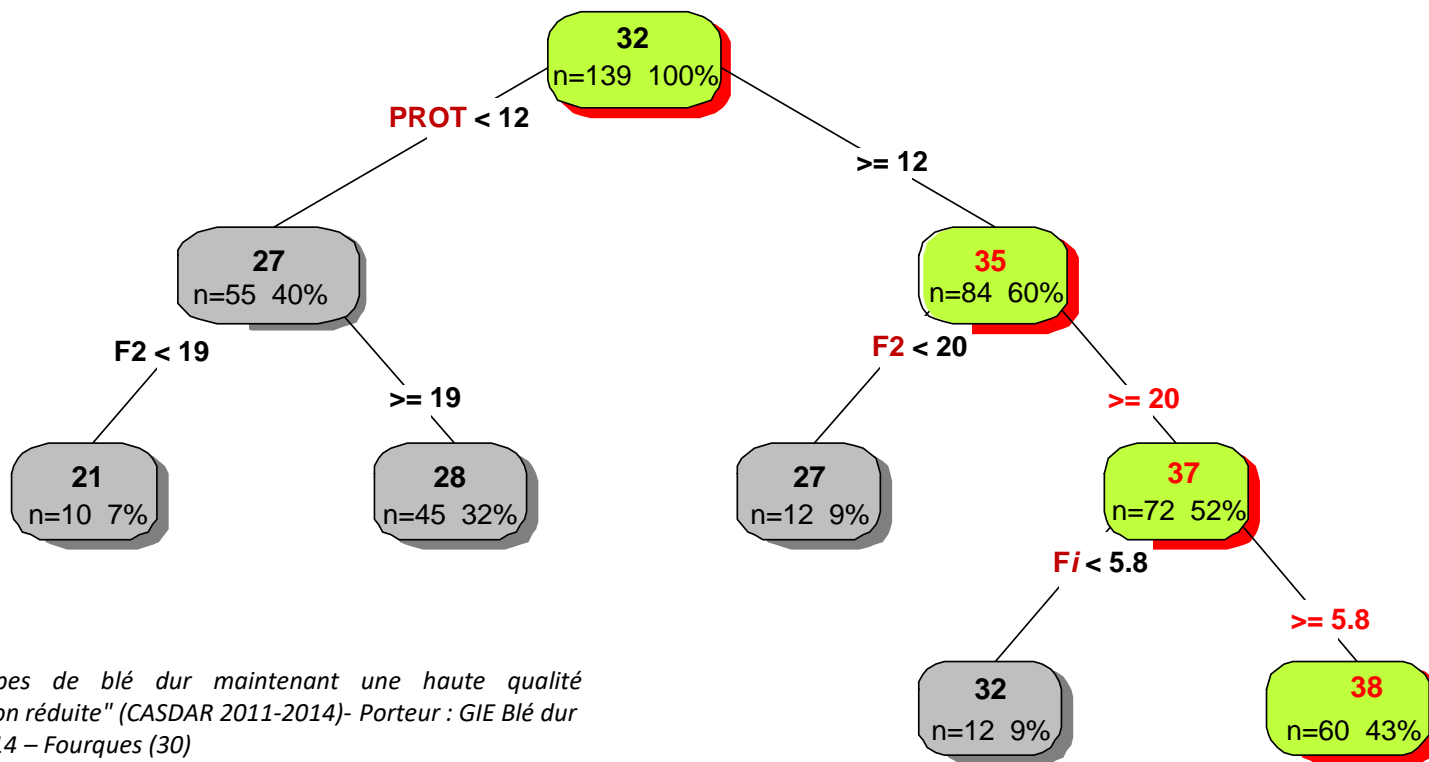 32
n=139 100%
PROT < 12
>= 12
27
n=55 40%
35
n=84 60%
F2 < 19
>= 19
F2 < 20
>= 20
21
n=10 7%
28
n=45 32%
27
n=12 9%
37
n=72 52%
Fi < 5.8
>= 5.8
32
n=12 9%
38
n=60 43%
de blé dur maintenant une haute qualité
réduite" (CASDAR 2011-2014)- Porteur : GIE Blé dur
– Fourques (30)